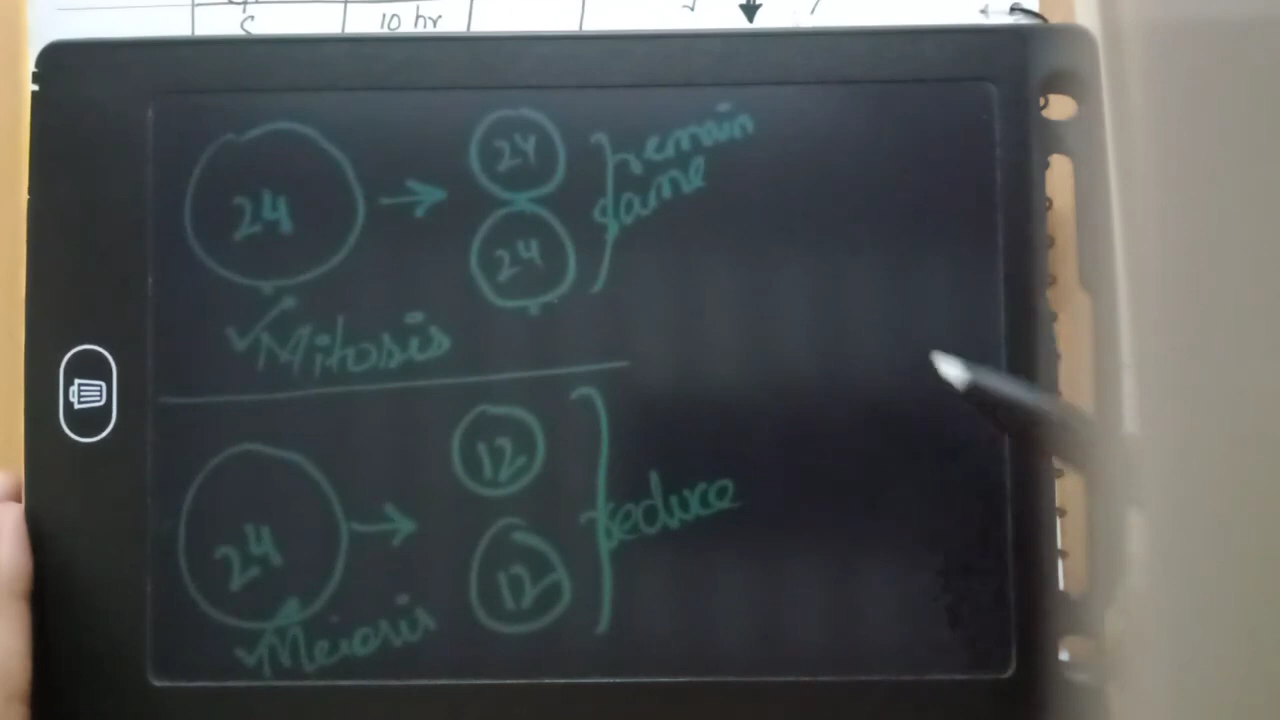 S 10 hr
24 → 24
24
remain
same
Mitosis
24 → 12
12
reduce
Meiosis